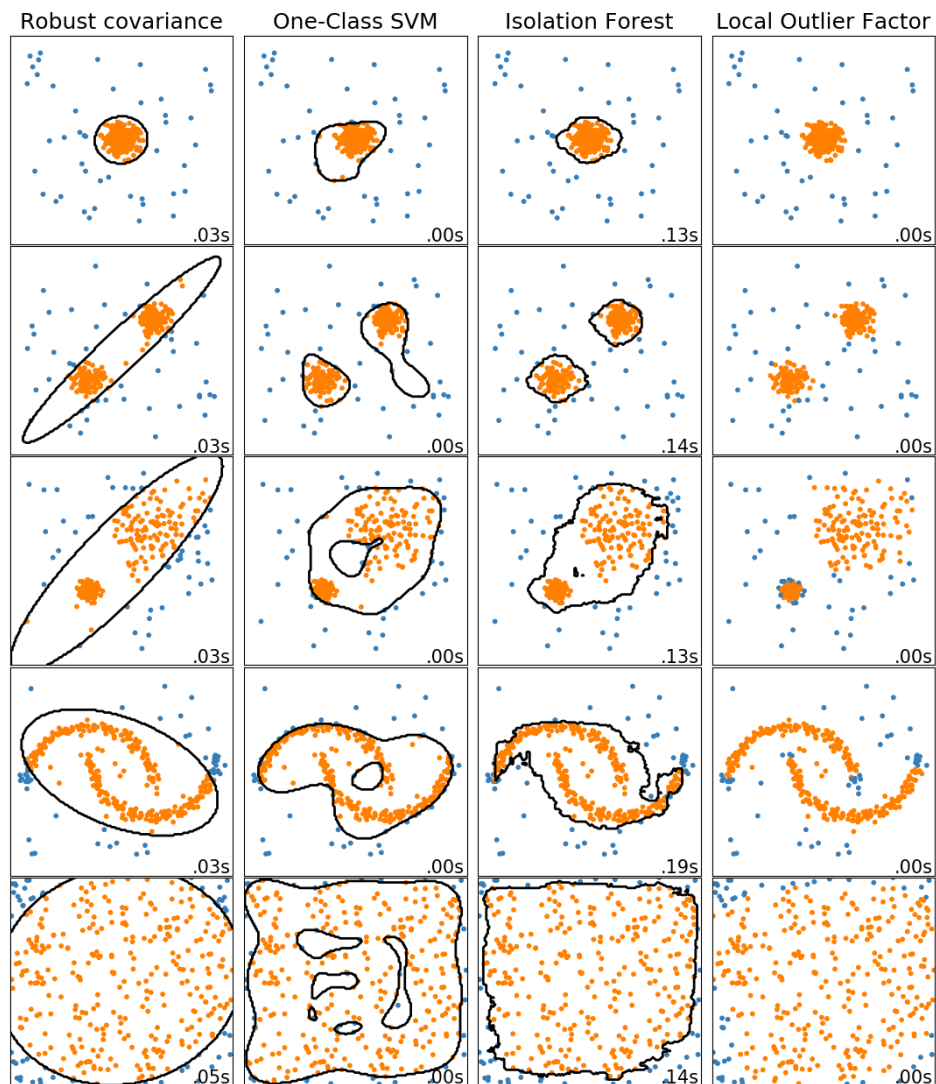 Robust covariance One-Class SVM Isolation Forest Local Outlier Factor
.03s .00s .13s .00s
.03s .00s .14s .00s
.03s .00s .13s .00s
.03s .00s .19s .00s
.05s .00s .14s .00s